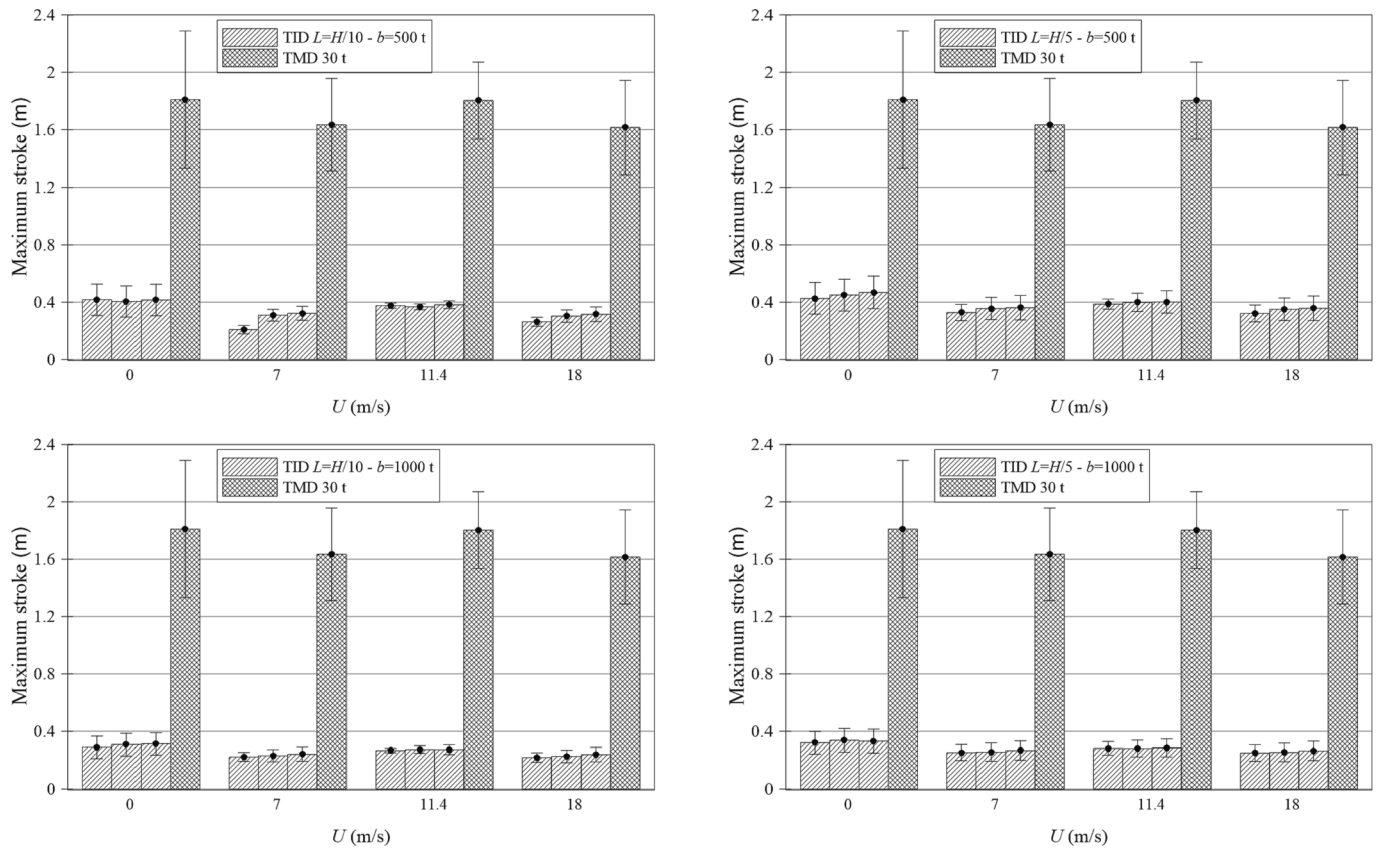 2.4
2
1.6
1.2
0.8
0.4
0
Maximum stroke (m)
TID L=H/10 - b=500 t
TMD 30 t
0 7 11.4 18
U (m/s)
2.4
2
1.6
1.2
0.8
0.4
0
Maximum stroke (m)
TID L=H/5 - b=500 t
TMD 30 t
0 7 11.4 18
U (m/s)
2.4
2
1.6
1.2
0.8
0.4
0
Maximum stroke (m)
TID L=H/10 - b=1000 t
TMD 30 t
0 7 11.4 18
U (m/s)
2.4
2
1.6
1.2
0.8
0.4
0
Maximum stroke (m)
TID L=H/5 - b=1000 t
TMD 30 t
0 7 11.4 18
U (m/s)